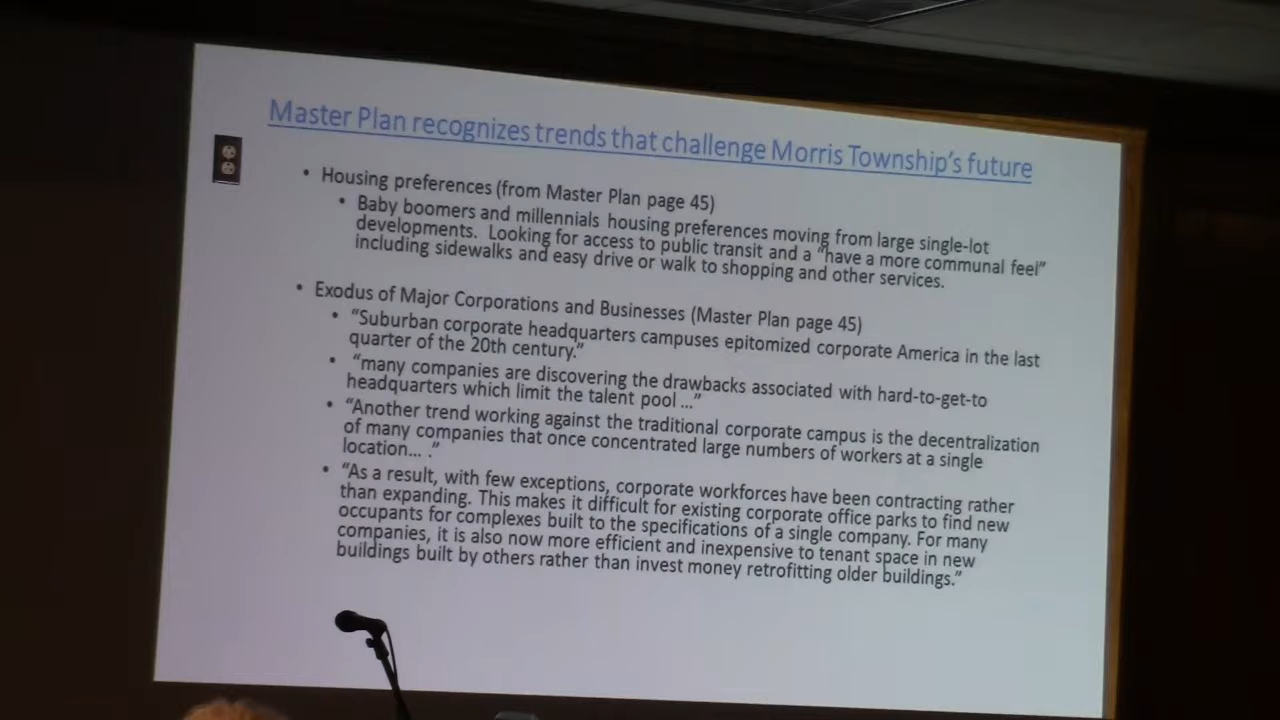 Master Plan recognizes trends that challenge Morris Township's future
• Housing preferences (from Master Plan page 45)
• Baby boomers and millennials housing preferences moving from large single-lot
developments. Looking for access to public transit and a "have a more communal feel"
including sidewalks and easy drive or walk to shopping and other services.
• Exodus of Major Corporations and Businesses (Master Plan page 45)
• "Suburban corporate headquarters campuses epitomized corporate America in the last
quarter of the 20th century."
• "many companies are discovering the drawbacks associated with hard-to-get-to
headquarters which limit the talent pool ..."
• "Another trend working against the traditional corporate campus is the decentralization
of many companies that once concentrated large numbers of workers at a single
location... ."
• "As a result, with few exceptions, corporate workforces have been contracting rather
than expanding. This makes it difficult for existing corporate office parks to find new
occupants for complexes built to the specifications of a single company. For many
companies, it is also now more efficient and inexpensive to tenant space in new
buildings built by others rather than invest money retrofitting older buildings."